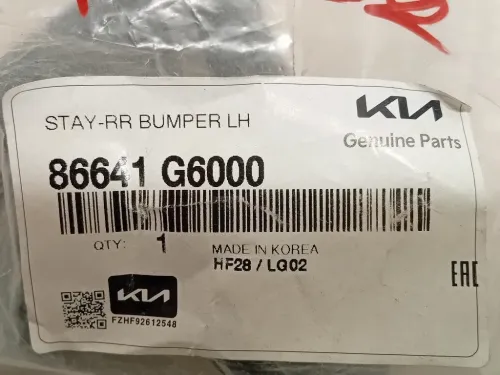 STAY-RR BUMPER LH
KIA
Genuine Parts
86641 G6000
QTY: 1
MADE IN KOREA
HF28 / LG02
EAC
KIA
FZHF92612548